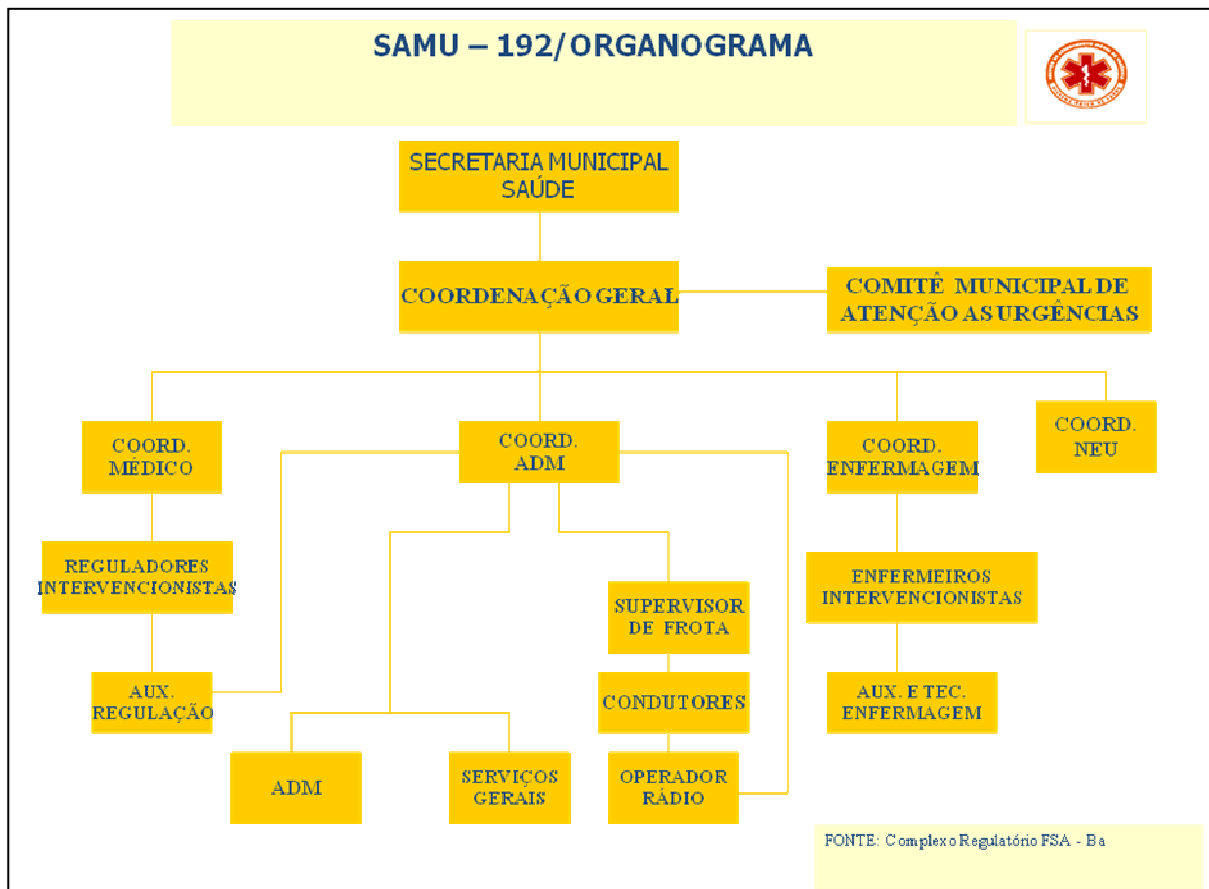 SAMU – 192/ORGANOGRAMA
SECRETARIA MUNICIPAL
SAÚDE
COORDENAÇÃO GERAL
COMITÊ MUNICIPAL DE
ATENÇÃO AS URGÊNCIAS
COORD.
MÉDICO
COORD.
ADM
COORD.
ENFERMAGEM
COORD.
NEU
REGULADORES
INTERVENCIONISTAS
ENFERMEIROS
INTERVENCIONISTAS
SUPERVISOR
DE FROTA
AUX.
REGULAÇÃO
CONDUTORES
AUX. E TEC.
ENFERMAGEM
ADM
SERVIÇOS
GERAIS
OPERADOR
RÁDIO
FONTE: Complexo Regulatório FSA - Ba